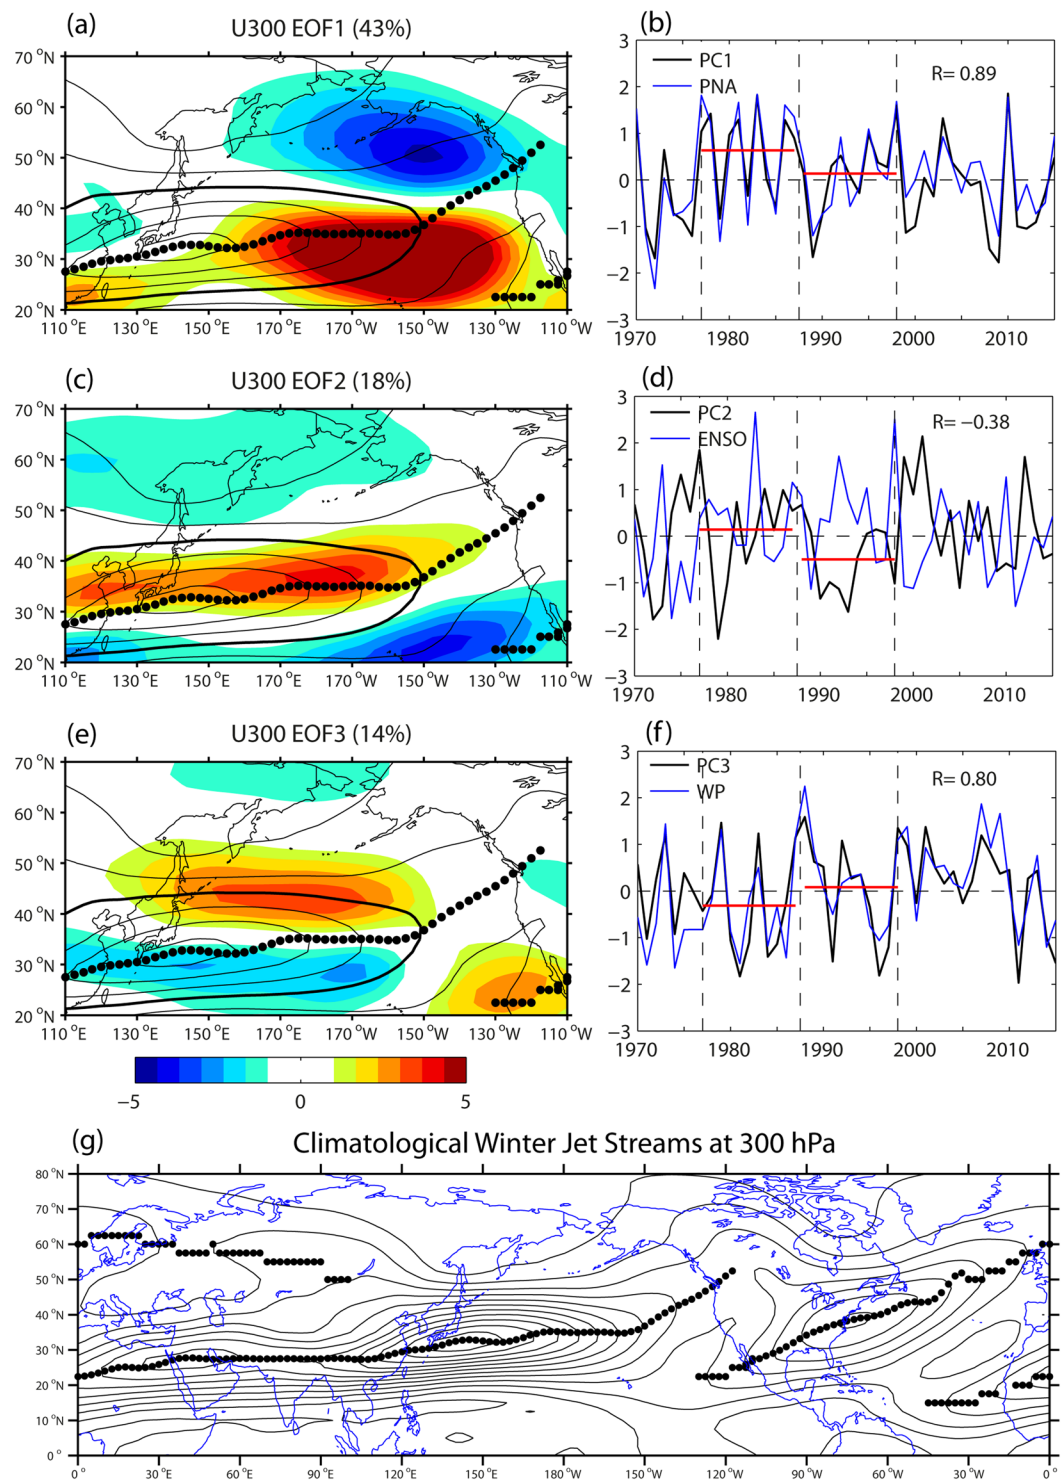 (a)
U300 EOF1 (43%)
70 °N
60 °N
50 °N
40 °N
30 °N
20 °N
110 °E 130 °E 150 °E 170 °E 170 °W 150 °W 130 °W 110 °W
(b)
PC1
PNA
R= 0.89
3
2
1
0
−1
−2
−3
1970 1980 1990 2000 2010
(c)
U300 EOF2 (18%)
70 °N
60 °N
50 °N
40 °N
30 °N
20 °N
110 °E 130 °E 150 °E 170 °E 170 °W 150 °W 130 °W 110 °W
(d)
PC2
ENSO
R= −0.38
3
2
1
0
−1
−2
−3
1970 1980 1990 2000 2010
(e)
U300 EOF3 (14%)
70 °N
60 °N
50 °N
40 °N
30 °N
20 °N
110 °E 130 °E 150 °E 170 °E 170 °W 150 °W 130 °W 110 °W
−5 0 5
(f)
PC3
WP
R= 0.80
3
2
1
0
−1
−2
−3
1970 1980 1990 2000 2010
(g)
Climatological Winter Jet Streams at 300 hPa
80 °N
70 °N
60 °N
50 °N
40 °N
30 °N
20 °N
10 °N
0 °
0 ° 30 °E 60 °E 90 °E 120 °E 150 °E 180 °W 150 °W 120 °W 90 °W 60 °W 30 °W 0 °